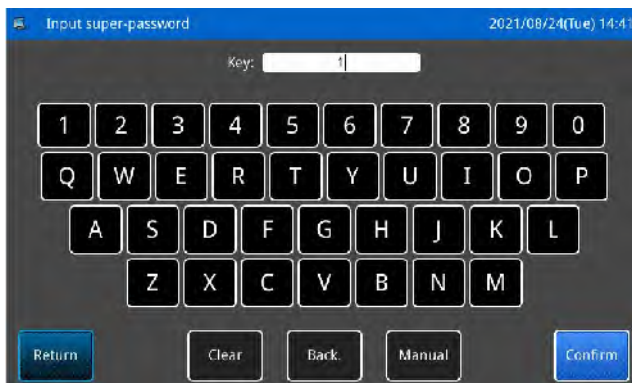 Input super-password 2021/08/24(Tue) 14:41
Key: 1
1 2 3 4 5 6 7 8 9 0
Q W E R T Y U I O P
A S D F G H J K L
Z X C V B N M
Return Clear Back. Manual Confirm